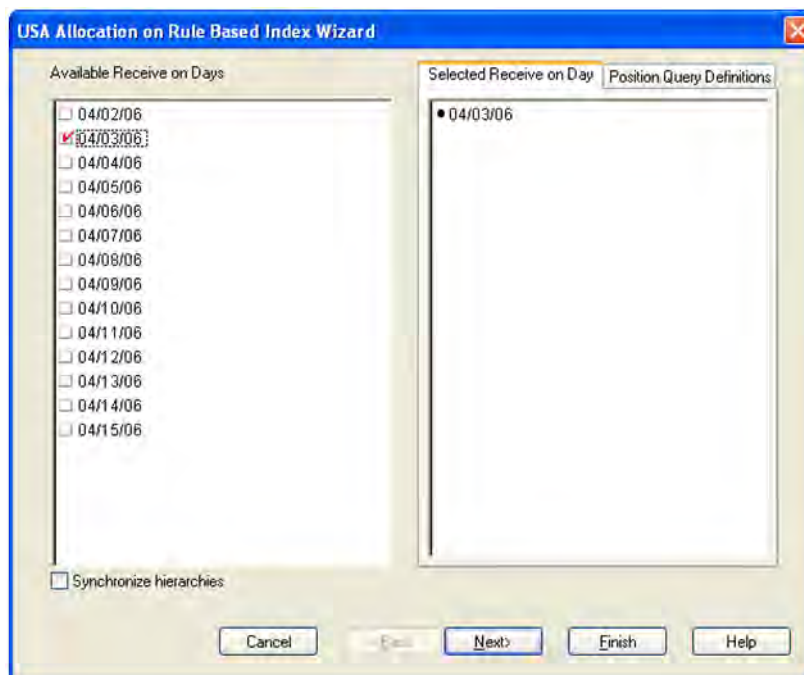 USA Allocation on Rule Based Index Wizard
Available Receive on Days
04/02/06
04/03/06
04/04/06
04/05/06
04/06/06
04/07/06
04/08/06
04/09/06
04/10/06
04/11/06
04/12/06
04/13/06
04/14/06
04/15/06
Synchronize hierarchies
Selected Receive on Day
Position Query Definitions
• 04/03/06
Cancel
Next>
Finish
Help